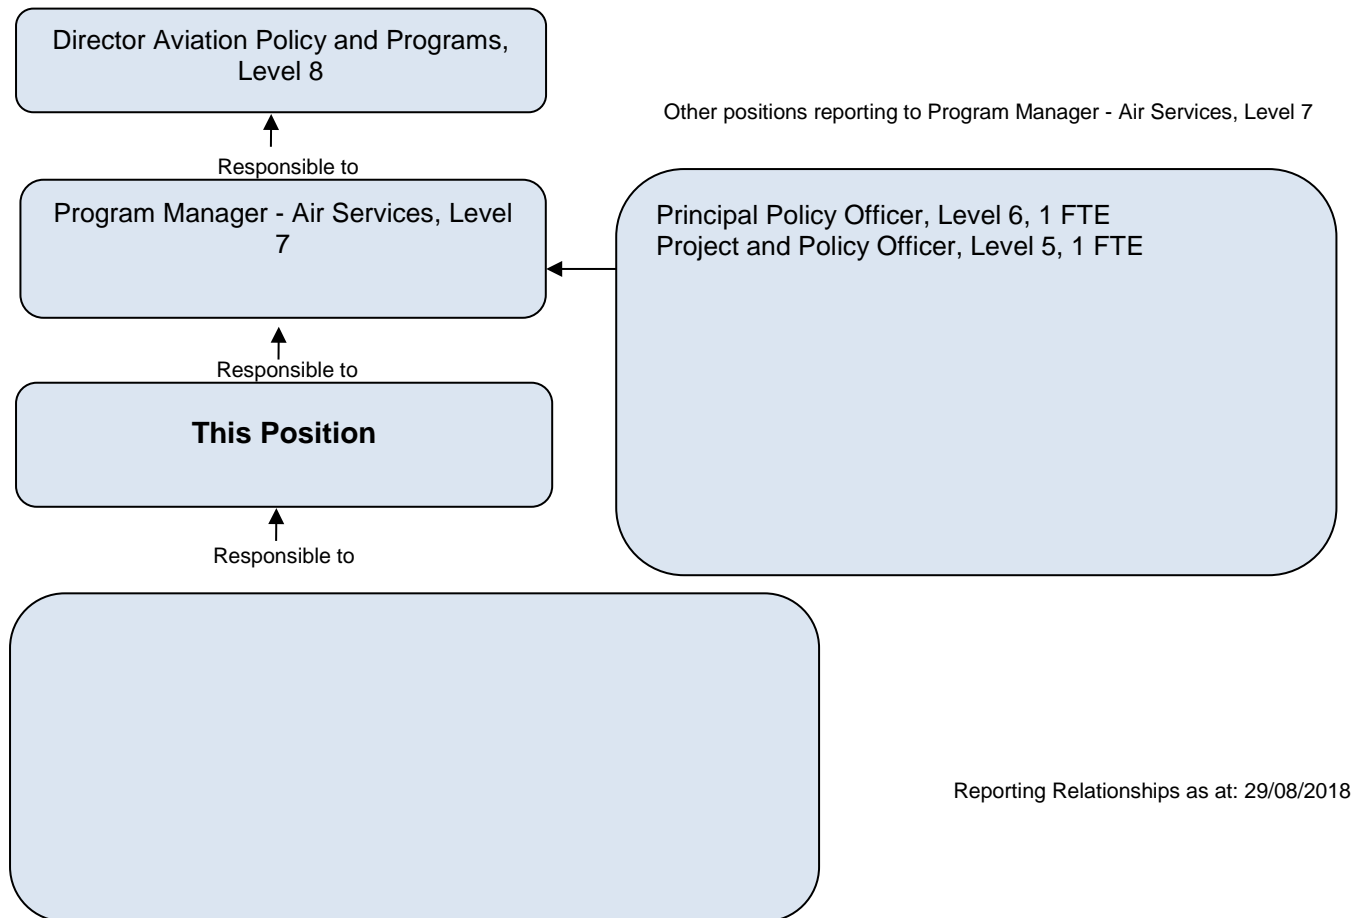 Director Aviation Policy and Programs,
Level 8
Other positions reporting to Program Manager - Air Services, Level 7
Responsible to
Program Manager - Air Services, Level
7
Principal Policy Officer, Level 6, 1 FTE
Project and Policy Officer, Level 5, 1 FTE
Responsible to
This Position
Responsible to
Reporting Relationships as at: 29/08/2018